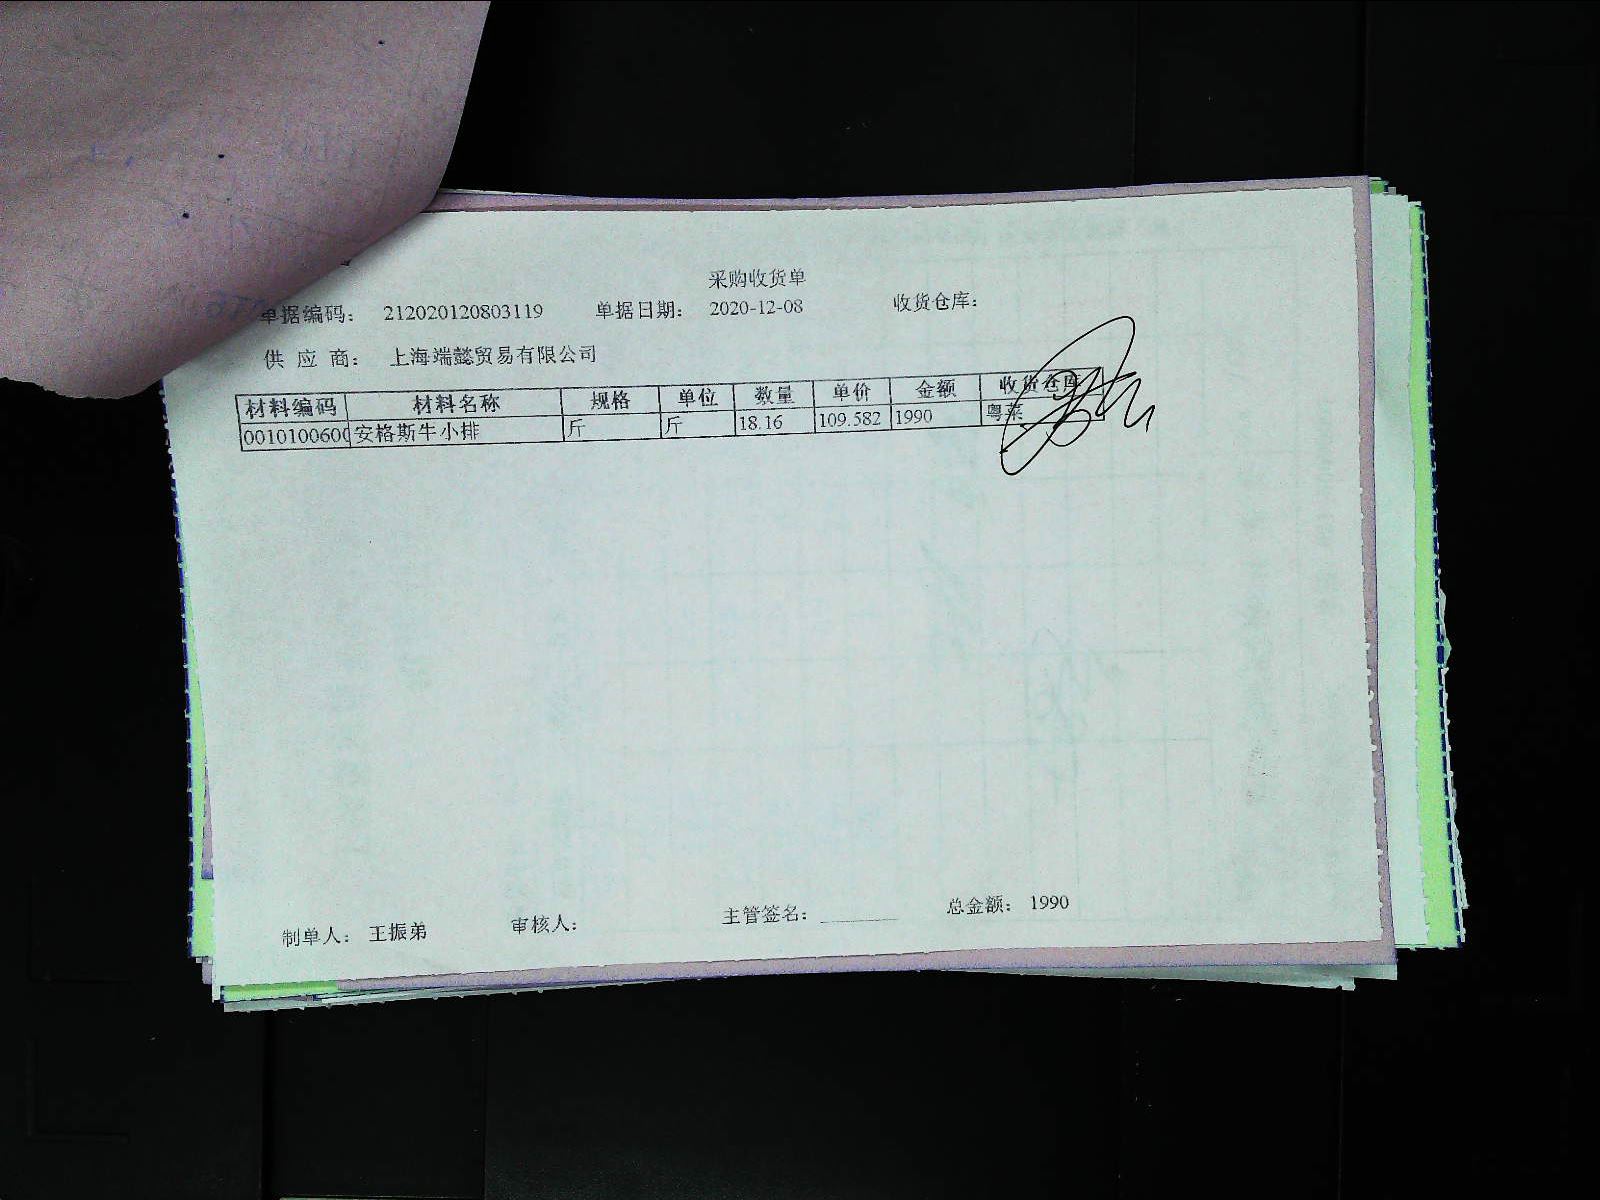 采购收货单
单据编码： 212020120803119 单据日期： 2020-12-08 收货仓库：
供 应 商： 上海端懿贸易有限公司
材料编码 材料名称 规格 单位 数量 单价 金额 收货仓库
0010100600 安格斯牛小排 斤 斤 18.16 109.582 1990 粤菜
制单人： 王振弟 审核人： 主管签名： 总金额： 1990